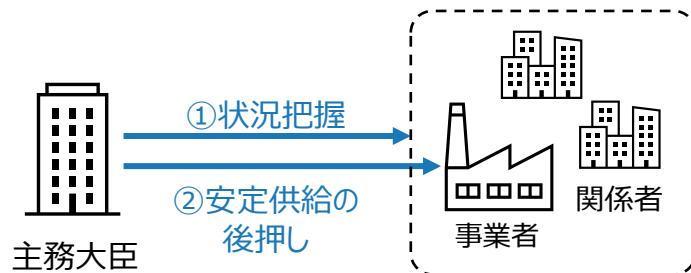 ①状況把握
②安定供給の
後押し
主務大臣
事業者
関係者